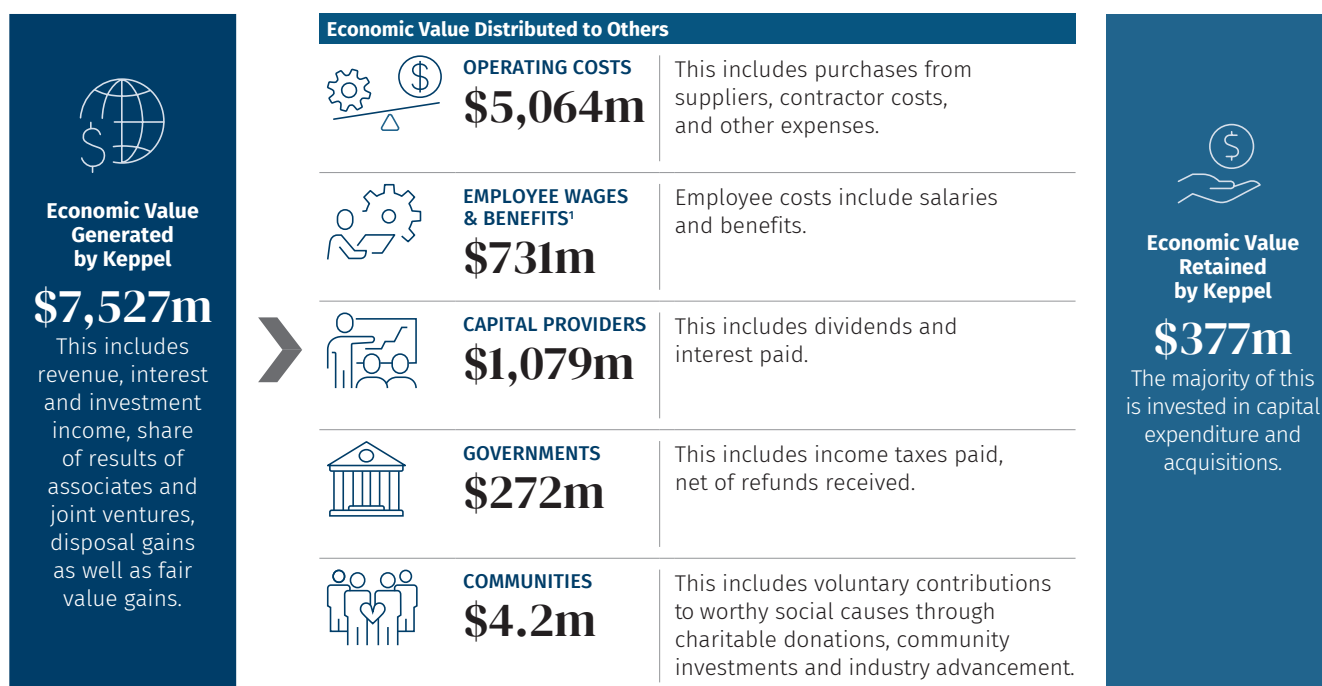 Economic Value
Generated
by Keppel
$7,527m
This includes
revenue, interest
and investment
income, share
of results of
associates and
joint ventures,
disposal gains
as well as fair
value gains.
Economic Value Distributed to Others
OPERATING COSTS
$5,064m
This includes purchases from
suppliers, contractor costs,
and other expenses.
EMPLOYEE WAGES
& BENEFITS¹
$731m
Employee costs include salaries
and benefits.
CAPITAL PROVIDERS
$1,079m
This includes dividends and
interest paid.
GOVERNMENTS
$272m
This includes income taxes paid,
net of refunds received.
COMMUNITIES
$4.2m
This includes voluntary contributions
to worthy social causes through
charitable donations, community
investments and industry advancement.
Economic Value
Retained
by Keppel
$377m
The majority of this
is invested in capital
expenditure and
acquisitions.